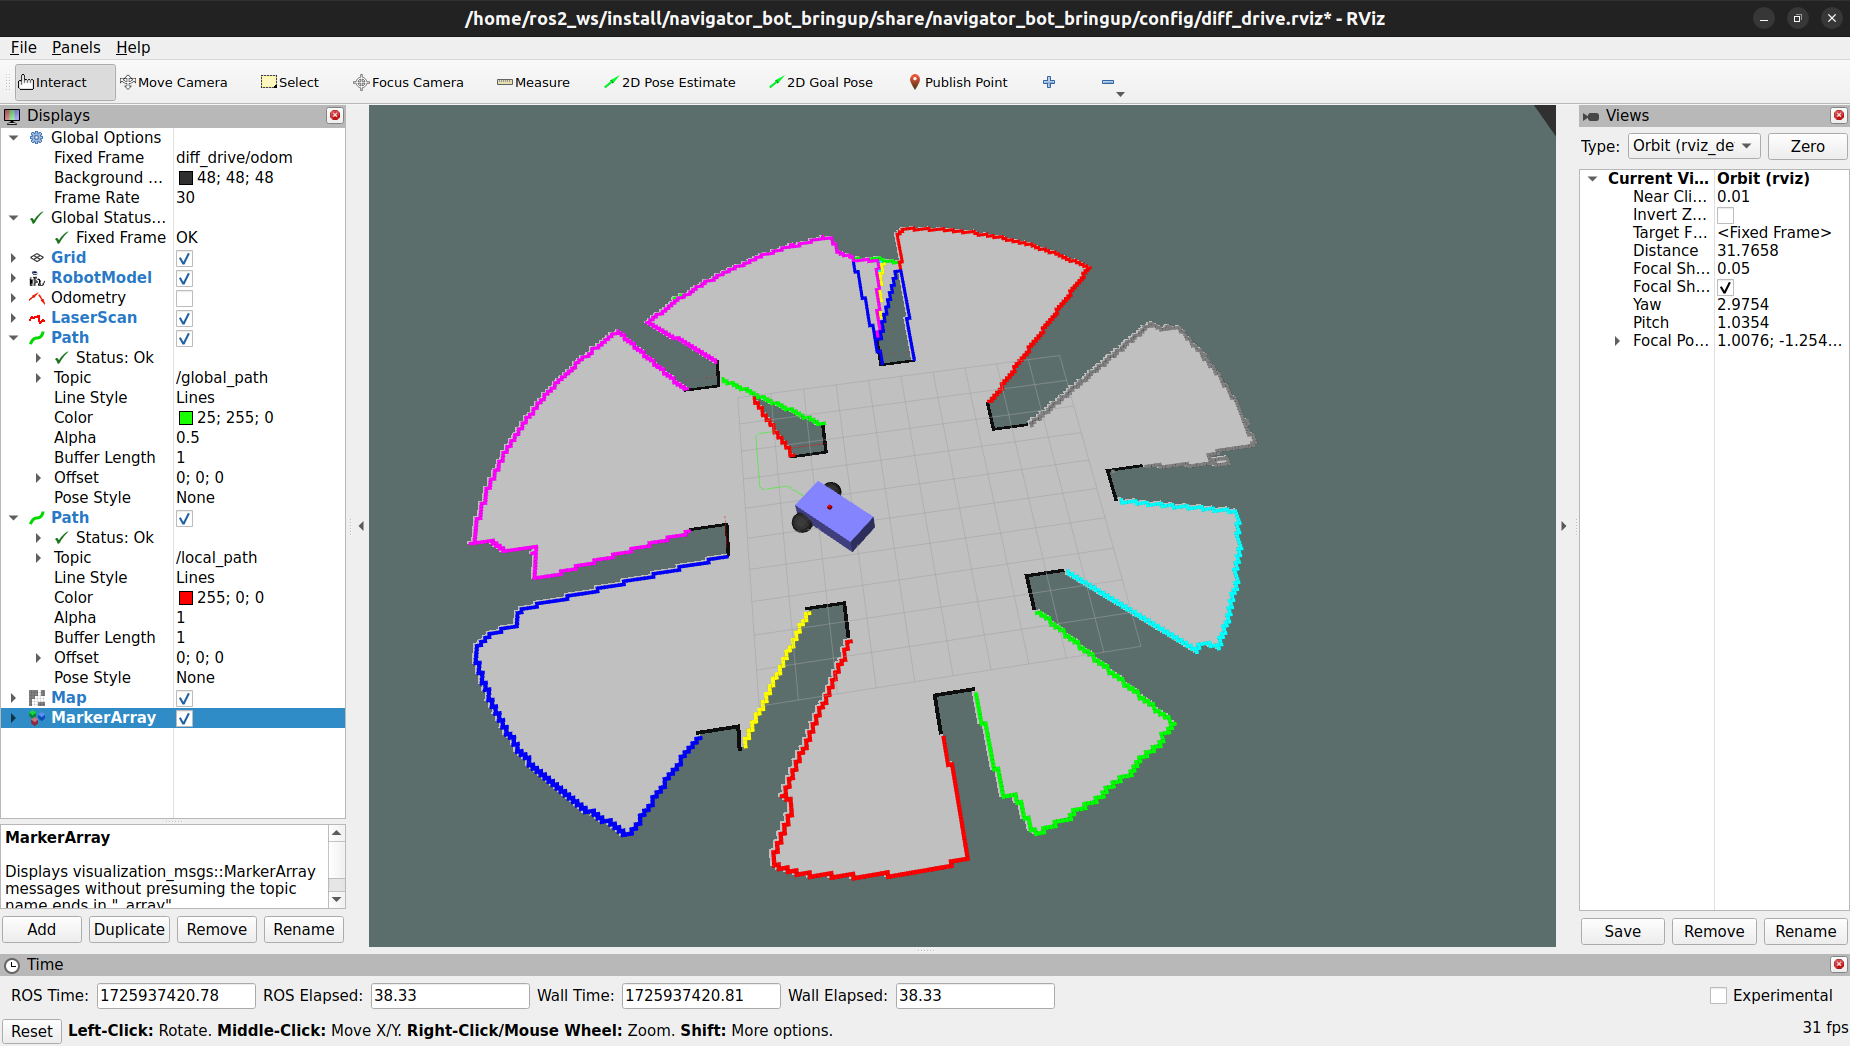 /home/ros2_ws/install/navigator_bot_bringup/share/navigator_bot_bringup/config/diff_drive.rviz* - RViz
File Panels Help
Interact Move Camera Select Focus Camera Measure 2D Pose Estimate 2D Goal Pose Publish Point
Displays
Global Options
Fixed Frame diff_drive/odom
Background ... 48; 48; 48
Frame Rate 30
Global Status...
Fixed Frame OK
Grid
RobotModel
Odometry
LaserScan
Path
Status: Ok
Topic /global_path
Line Style Lines
Color 25; 255; 0
Alpha 0.5
Buffer Length 1
Offset 0; 0; 0
Pose Style None
Path
Status: Ok
Topic /local_path
Line Style Lines
Color 255; 0; 0
Alpha 1
Buffer Length 1
Offset 0; 0; 0
Pose Style None
Map
MarkerArray
MarkerArray
Displays visualization_msgs::MarkerArray
messages without presuming the topic
name ends in "_array"
Add Duplicate Remove Rename
Views
Type: Orbit (rviz_de Zero
Current Vi... Orbit (rviz)
Near Cli... 0.01
Invert Z...
Target F... <Fixed Frame>
Distance 31.7658
Focal Sh... 0.05
Focal Sh...
Yaw 2.9754
Pitch 1.0354
Focal Po... 1.0076; -1.254...
Save Remove Rename
Time
ROS Time: 1725937420.78 ROS Elapsed: 38.33 Wall Time: 1725937420.81 Wall Elapsed: 38.33 Experimental
Reset Left-Click: Rotate. Middle-Click: Move X/Y. Right-Click/Mouse Wheel: Zoom. Shift: More options. 31 fps